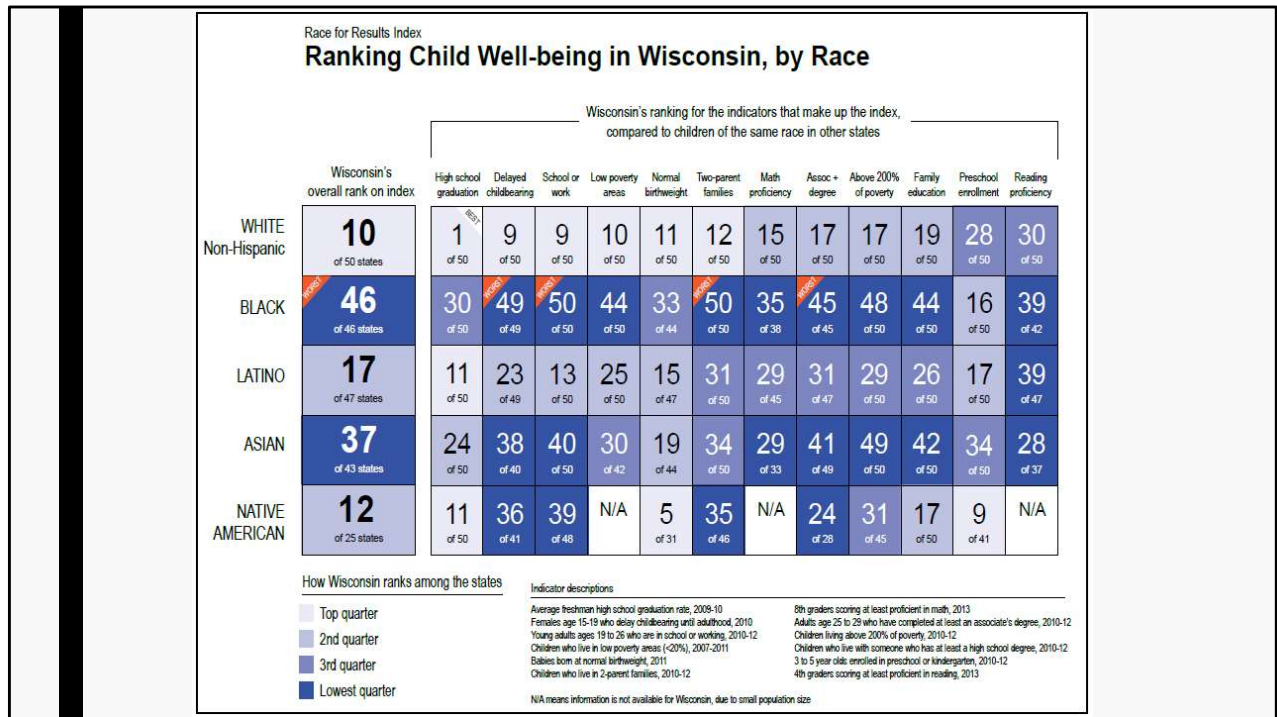 Race for Results Index
Ranking Child Well-being in Wisconsin, by Race
Wisconsin's ranking for the indicators that make up the index,
compared to children of the same race in other states
Wisconsin's
overall rank on index
High school
graduation
Delayed
childbearing
School or
work
Low poverty
areas
Normal
birthweight
Two-parent
families
Math
proficiency
Assoc +
degree
Above 200%
of poverty
Family
education
Preschool
enrollment
Reading
proficiency
WHITE
Non-Hispanic
10
of 50 states
BEST
1 9 9 10 11 12 15 17 17 19 28 30
of 50 of 50 of 50 of 50 of 50 of 50 of 50 of 50 of 50 of 50 of 50 of 50
BLACK
WORST
46
of 46 states
WORST WORST WORST WORST
30 49 50 44 33 50 35 45 48 44 16 39
of 50 of 49 of 50 of 50 of 44 of 50 of 38 of 45 of 50 of 50 of 50 of 42
LATINO
17
of 47 states
11 23 13 25 15 31 29 31 29 26 17 39
of 50 of 49 of 50 of 50 of 47 of 50 of 45 of 47 of 50 of 50 of 50 of 47
ASIAN
37
of 43 states
24 38 40 30 19 34 29 41 49 42 34 28
of 50 of 40 of 50 of 42 of 44 of 50 of 33 of 49 of 50 of 50 of 50 of 37
NATIVE
AMERICAN
12
of 25 states
11 36 39 N/A 5 35 N/A 24 31 17 9 N/A
of 50 of 41 of 48 of 31 of 46 of 28 of 45 of 50 of 41
How Wisconsin ranks among the states
Top quarter
2nd quarter
3rd quarter
Lowest quarter
Indicator descriptions
Average freshman high school graduation rate, 2009-10
Females age 15-19 who delay childbearing until adulthood, 2010
Young adults ages 19 to 26 who are in school or working, 2010-12
Children who live in low poverty areas (<20%), 2007-2011
Babies born at normal birthweight, 2011
Children who live in 2-parent families, 2010-12
8th graders scoring at least proficient in math, 2013
Adults age 25 to 29 who have completed at least an associate's degree, 2010-12
Children living above 200% of poverty, 2010-12
Children who live with someone who has at least a high school degree, 2010-12
3 to 5 year olds enrolled in preschool or kindergarten, 2010-12
4th graders scoring at least proficient in reading, 2013
N/A means information is not available for Wisconsin, due to small population size